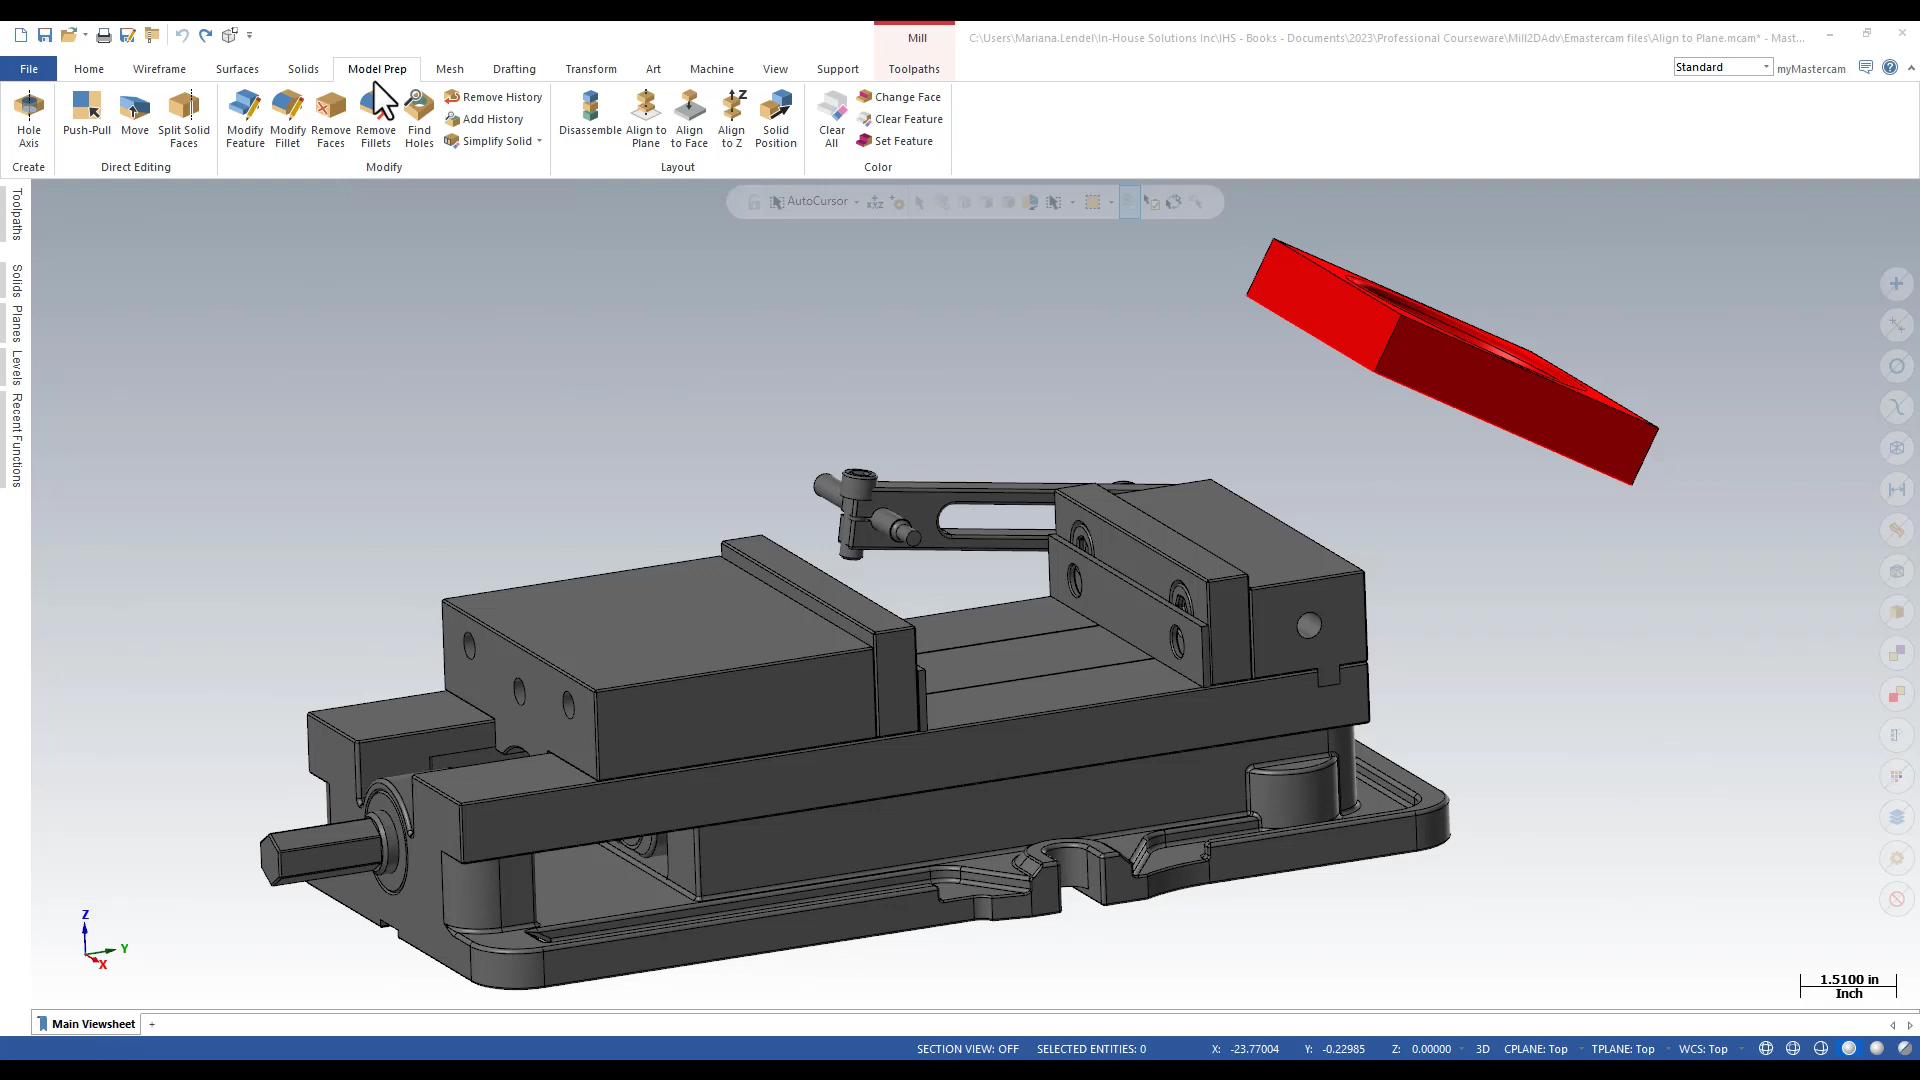 Mill
C:\Users\Mariana.Lendel\In-House Solutions Inc\IHS - Books - Documents\2023\Professional Courseware\Mill2DAdv\Emastercam files\Align to Plane.mcam* - Mast...
File
Home
Wireframe
Surfaces
Solids
Model Prep
Mesh
Drafting
Transform
Art
Machine
View
Support
Toolpaths
Standard
myMastercam
Hole Axis
Push-Pull
Move
Split Solid Faces
Modify Feature
Modify Fillet
Remove Faces
Remove Fillets
Find Holes
Remove History
Add History
Simplify Solid
Disassemble
Align to Plane
Align to Face
Align to Z
Solid Position
Clear All
Change Face
Clear Feature
Set Feature
Create
Direct Editing
Modify
Layout
Color
AutoCursor
Toolpaths
Solids
Planes
Levels
Recent Functions
Z
Y
X
1.5100 in
Inch
Main Viewsheet
+
SECTION VIEW: OFF
SELECTED ENTITIES: 0
X: -23.77004
Y: -0.22985
Z: 0.00000
3D
CPLANE: Top
TPLANE: Top
WCS: Top